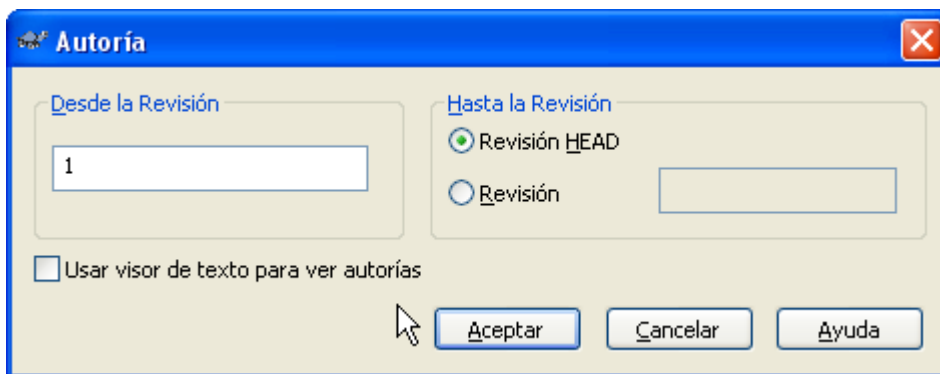 Autoría
Desde la Revisión
1
Hasta la Revisión
Revisión HEAD
Revisión
Usar visor de texto para ver autorías
Aceptar
Cancelar
Ayuda